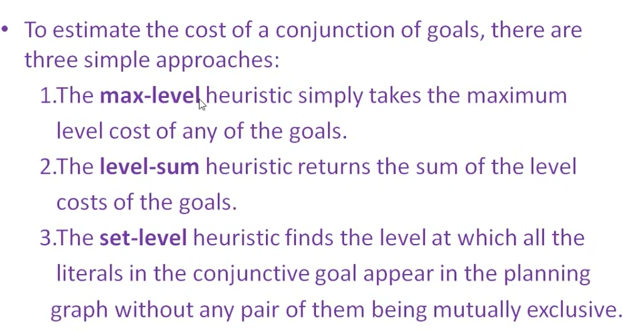 • To estimate the cost of a conjunction of goals, there are
three simple approaches:
1.The max-level heuristic simply takes the maximum
level cost of any of the goals.
2.The level-sum heuristic returns the sum of the level
costs of the goals.
3.The set-level heuristic finds the level at which all the
literals in the conjunctive goal appear in the planning
graph without any pair of them being mutually exclusive.